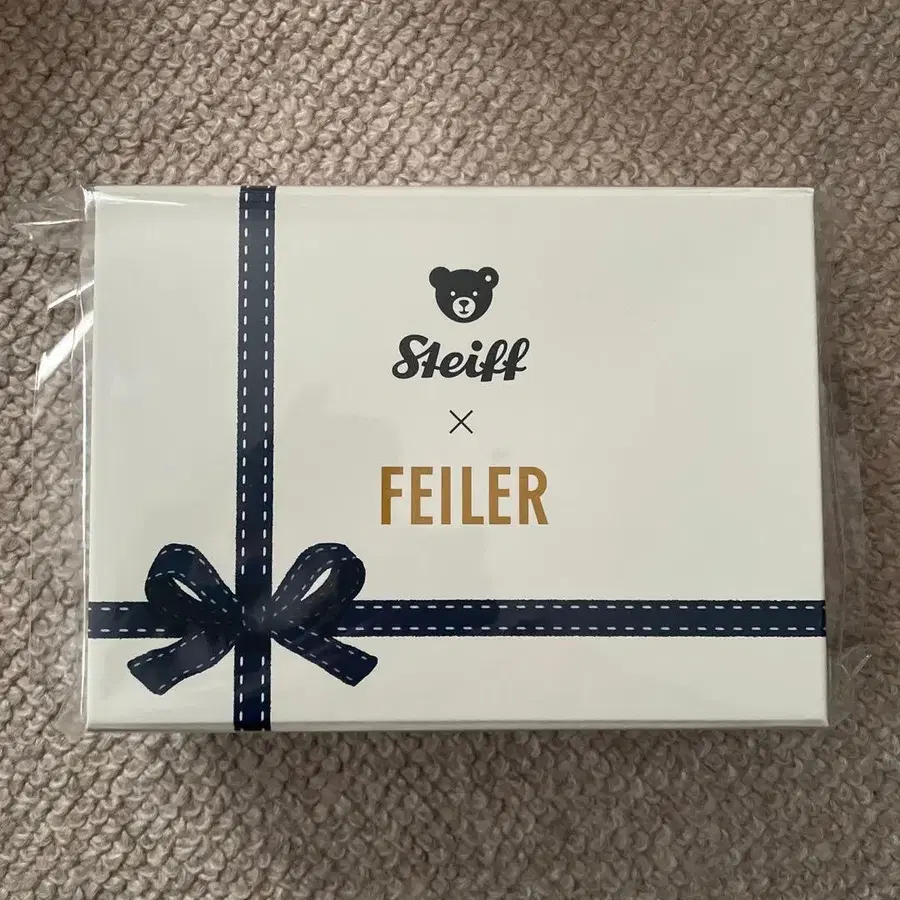 Steiff
×
FEILER